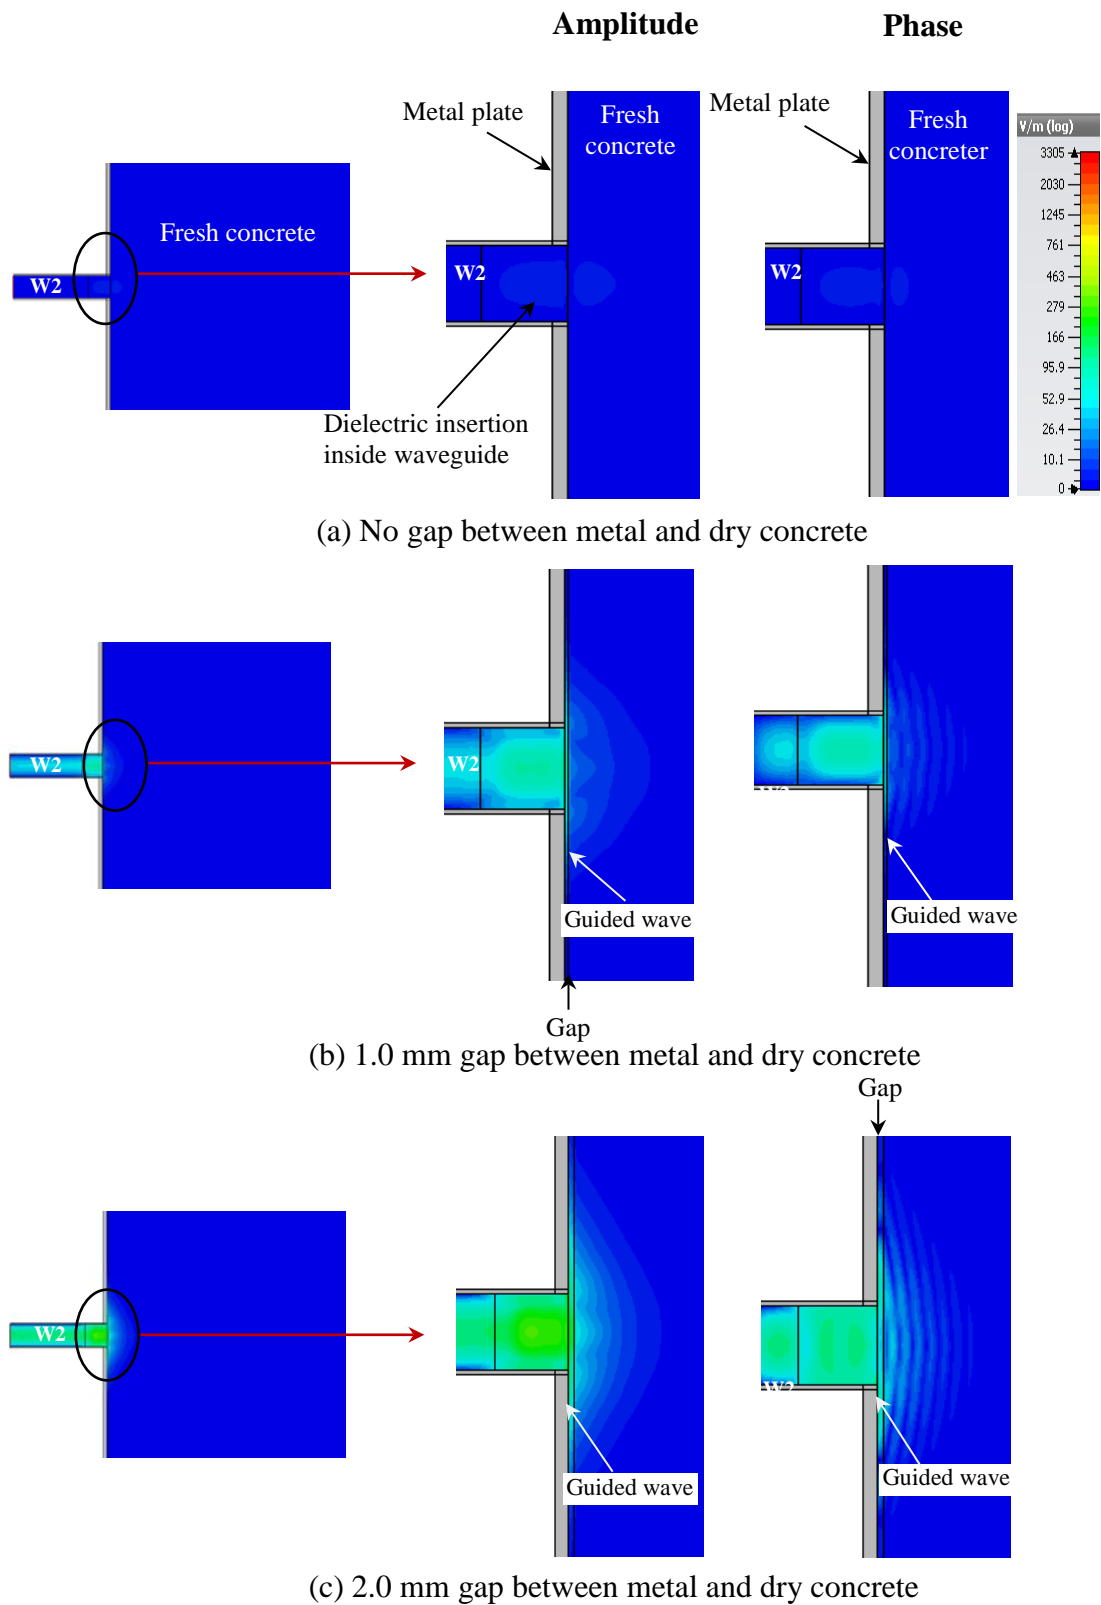 Amplitude
Phase
Metal plate
Fresh
concrete
Metal plate
Fresh
concreter
V/m (log)
3305
2030
1245
761
463
279
166
95.9
52.9
26.4
10.1
0
Fresh concrete
W2
W2
W2
Dielectric insertion
inside waveguide
(a) No gap between metal and dry concrete
W2
W2
Guided wave
Guided wave
Gap
(b) 1.0 mm gap between metal and dry concrete
Gap
W2
Guided wave
Guided wave
(c) 2.0 mm gap between metal and dry concrete